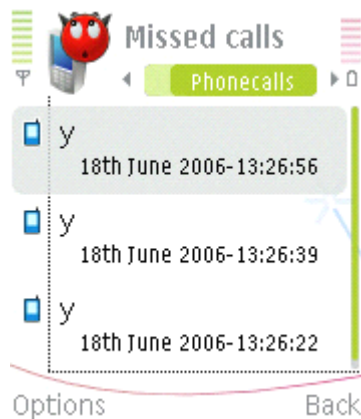 Missed calls
Phonecalls
y
18th June 2006-13:26:56
y
18th June 2006-13:26:39
y
18th June 2006-13:26:22
Options Back